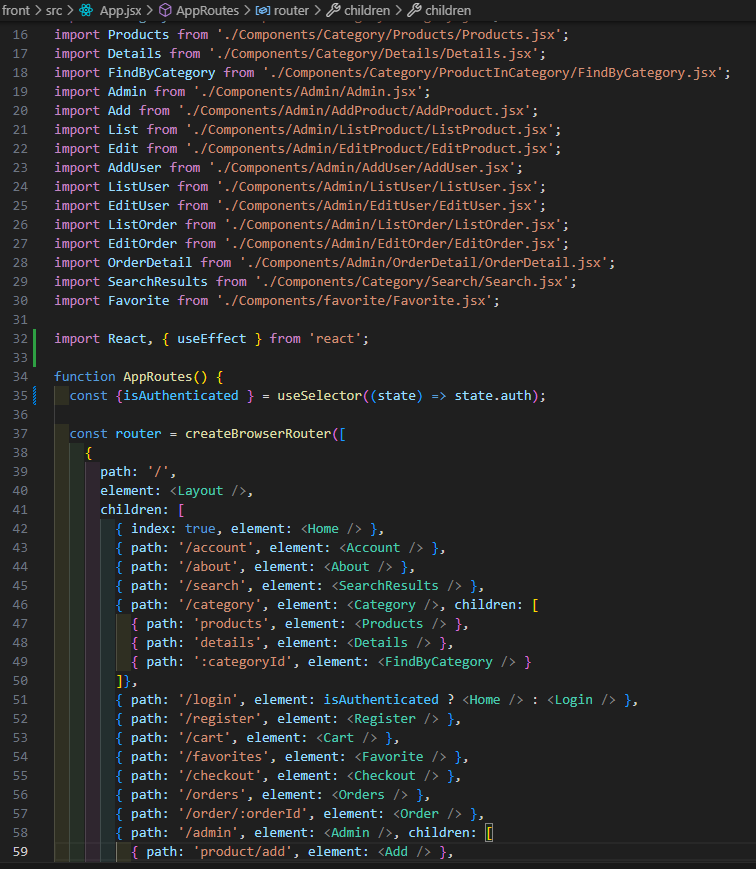 front > src > App.jsx > AppRoutes > router > children > children
16 import Products from './Components/Category/Products/Products.jsx';
17 import Details from './Components/Category/Details/Details.jsx';
18 import FindByCategory from './Components/Category/ProductInCategory/FindByCategory.jsx';
19 import Admin from './Components/Admin/Admin.jsx';
20 import Add from './Components/Admin/AddProduct/AddProduct.jsx';
21 import List from './Components/Admin/ListProduct/ListProduct.jsx';
22 import Edit from './Components/Admin/EditProduct/EditProduct.jsx';
23 import AddUser from './Components/Admin/AddUser/AddUser.jsx';
24 import ListUser from './Components/Admin/ListUser/ListUser.jsx';
25 import EditUser from './Components/Admin/EditUser/EditUser.jsx';
26 import ListOrder from './Components/Admin/ListOrder/ListOrder.jsx';
27 import EditOrder from './Components/Admin/EditOrder/EditOrder.jsx';
28 import OrderDetail from './Components/Admin/OrderDetail/OrderDetail.jsx';
29 import SearchResults from './Components/Category/Search/Search.jsx';
30 import Favorite from './Components/favorite/Favorite.jsx';
31
32 import React, { useEffect } from 'react';
33
34 function AppRoutes() {
35 const {isAuthenticated } = useSelector((state) => state.auth);
36
37 const router = createBrowserRouter([
38 {
39 path: '/',
40 element: <Layout />,
41 children: [
42 { index: true, element: <Home /> },
43 { path: '/account', element: <Account /> },
44 { path: '/about', element: <About /> },
45 { path: '/search', element: <SearchResults /> },
46 { path: '/category', element: <Category />, children: [
47 { path: 'products', element: <Products /> },
48 { path: 'details', element: <Details /> },
49 { path: ':categoryId', element: <FindByCategory /> }
50 ]},
51 { path: '/login', element: isAuthenticated ? <Home /> : <Login /> },
52 { path: '/register', element: <Register /> },
53 { path: '/cart', element: <Cart /> },
54 { path: '/favorites', element: <Favorite /> },
55 { path: '/checkout', element: <Checkout /> },
56 { path: '/orders', element: <Orders /> },
57 { path: '/order/:orderId', element: <Order /> },
58 { path: '/admin', element: <Admin />, children: [
59 { path: 'product/add', element: <Add /> },